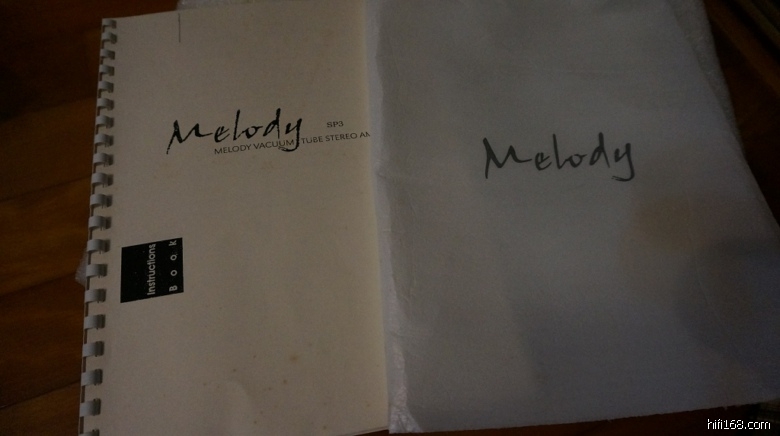 Melody SP3
MELODY VACUUM TUBE STEREO AM
Instructions
Book
Melody
hifi168.com